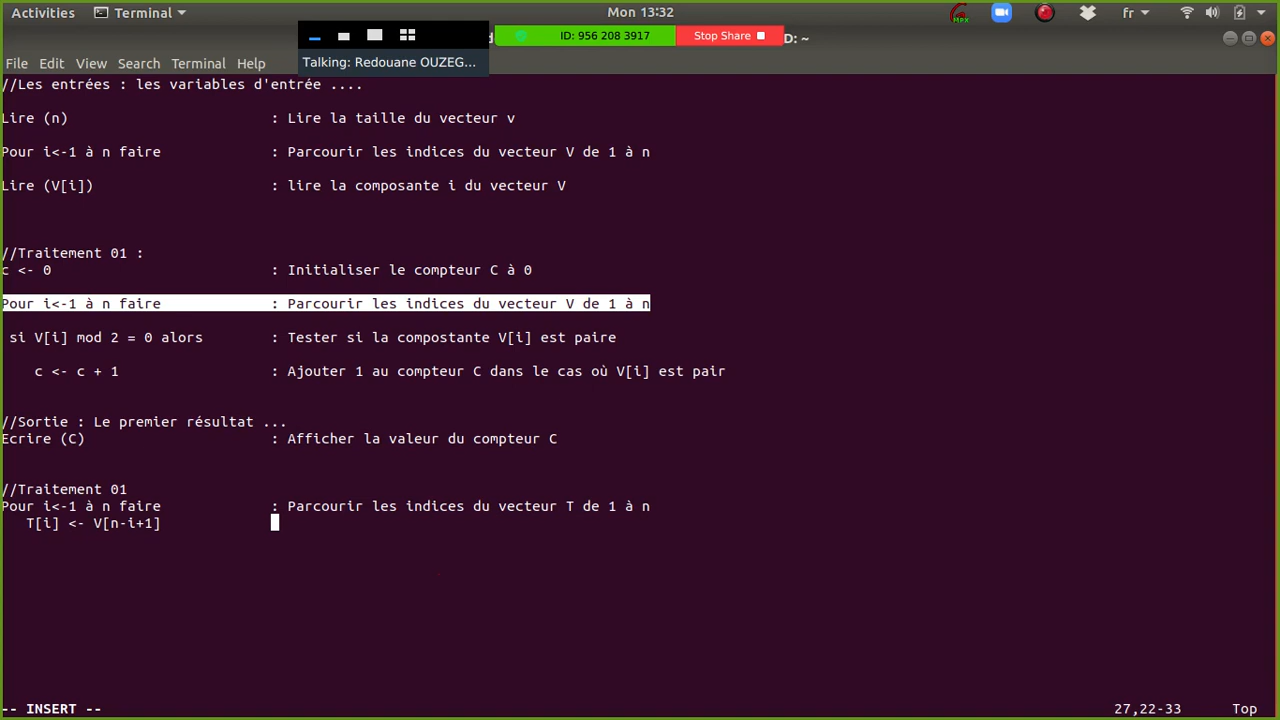 Activities Terminal Mon 13:32 fr
ID: 956 208 3917 Stop Share D: ~
Talking: Redouane OUZEG...
File Edit View Search Terminal Help
//Les entrées : les variables d'entrée ....
Lire (n) : Lire la taille du vecteur v
Pour i<-1 à n faire : Parcourir les indices du vecteur V de 1 à n
Lire (V[i]) : lire la composante i du vecteur V
//Traitement 01 :
c <- 0 : Initialiser le compteur C à 0
Pour i<-1 à n faire : Parcourir les indices du vecteur V de 1 à n
si V[i] mod 2 = 0 alors : Tester si la compostante V[i] est paire
c <- c + 1 : Ajouter 1 au compteur C dans le cas où V[i] est pair
//Sortie : Le premier résultat ...
Ecrire (C) : Afficher la valeur du compteur C
//Traitement 01
Pour i<-1 à n faire : Parcourir les indices du vecteur T de 1 à n
T[i] <- V[n-i+1]
-- INSERT -- 27,22-33 Top